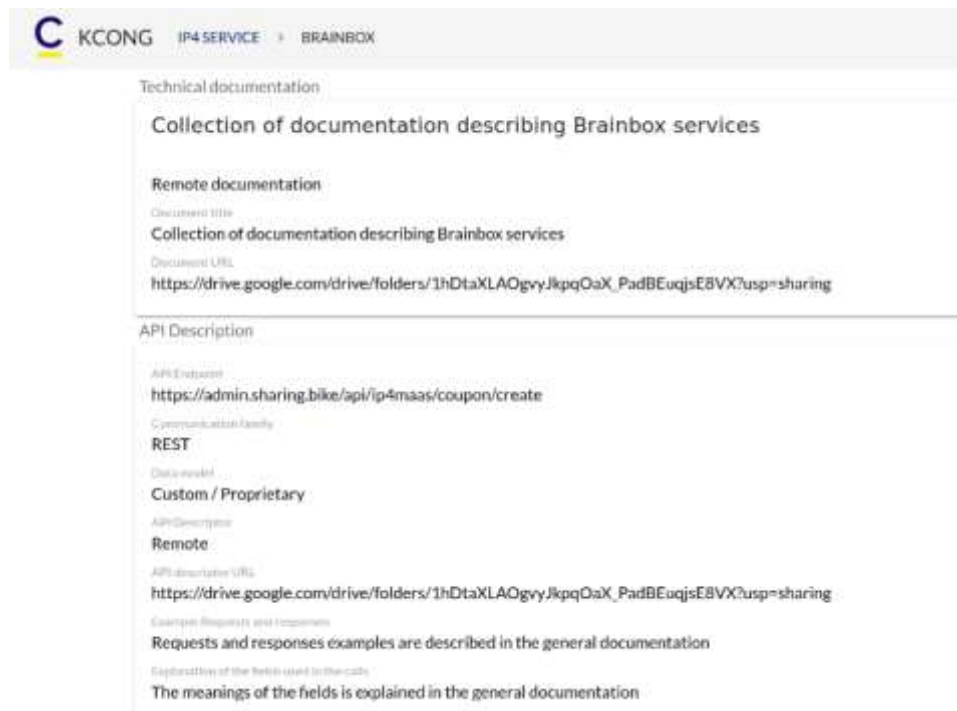 C KCONG IP4 SERVICE > BRAINBOX
Technical documentation
Collection of documentation describing Brainbox services
Remote documentation
Document title
Collection of documentation describing Brainbox services
Document URL
https://drive.google.com/drive/folders/1hDtaXLAOgvyJkpqOaX_PadBEuqjsE8VX?usp=sharing
API Description
API Endpoint
https://admin.sharing.bike/api/ip4maas/coupon/create
Communication family
REST
Data model
Custom / Proprietary
API Descriptor
Remote
API descriptor URL
https://drive.google.com/drive/folders/1hDtaXLAOgvyJkpqOaX_PadBEuqjsE8VX?usp=sharing
Example Requests and responses
Requests and responses examples are described in the general documentation
Explanation of the fields used in the calls
The meanings of the fields is explained in the general documentation